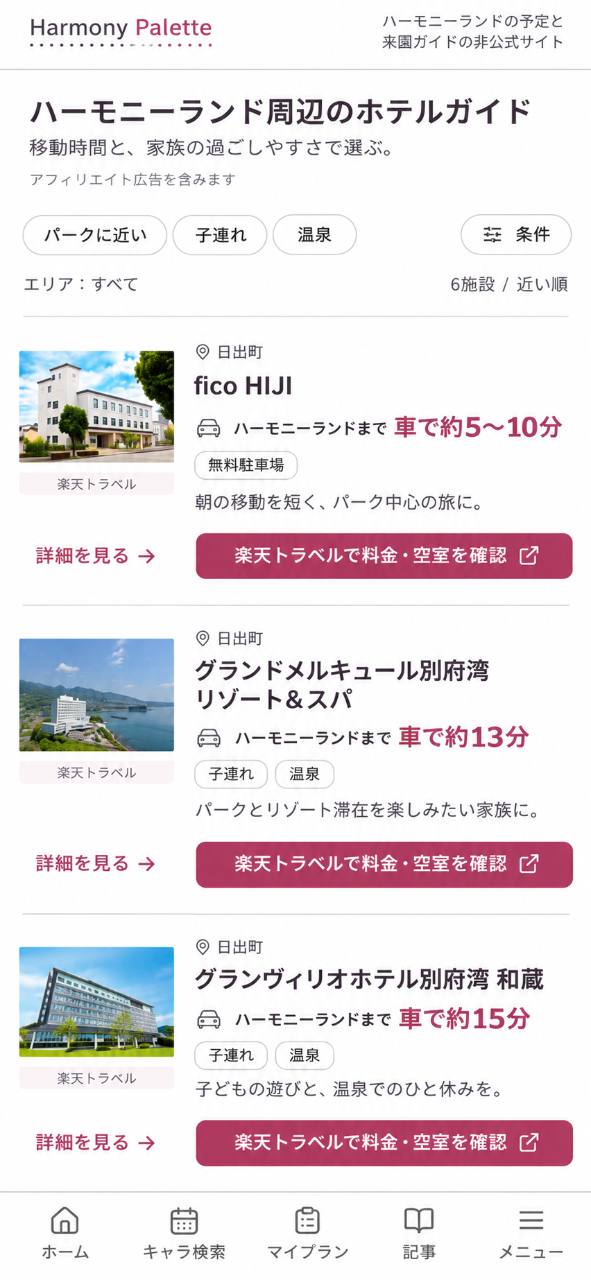 Harmony Palette
ハーモニーランドの予定と
来園ガイドの非公式サイト
ハーモニーランド周辺のホテルガイド
移動時間と、家族の過ごしやすさで選ぶ。
アフィリエイト広告を含みます
パークに近い 子連れ 温泉 条件
エリア：すべて 6施設 / 近い順
日出町
fico HIJI
ハーモニーランドまで 車で約5〜10分
無料駐車場
楽天トラベル
朝の移動を短く、パーク中心の旅に。
詳細を見る → 楽天トラベルで料金・空室を確認
日出町
グランドメルキュール別府湾
リゾート＆スパ
ハーモニーランドまで 車で約13分
楽天トラベル
子連れ 温泉
パークとリゾート滞在を楽しみたい家族に。
詳細を見る → 楽天トラベルで料金・空室を確認
日出町
グランヴィリオホテル別府湾 和蔵
ハーモニーランドまで 車で約15分
子連れ 温泉
楽天トラベル
子どもの遊びと、温泉でのひと休みを。
詳細を見る → 楽天トラベルで料金・空室を確認
ホーム キャラ検索 マイプラン 記事 メニュー